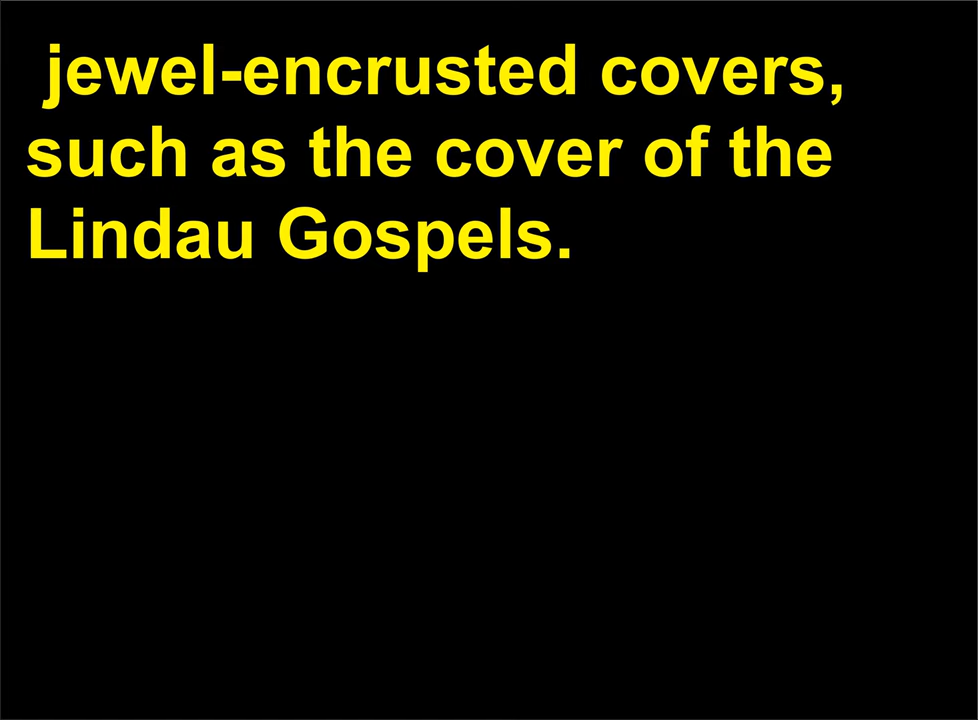 jewel-encrusted covers,
such as the cover of the
Lindau Gospels.